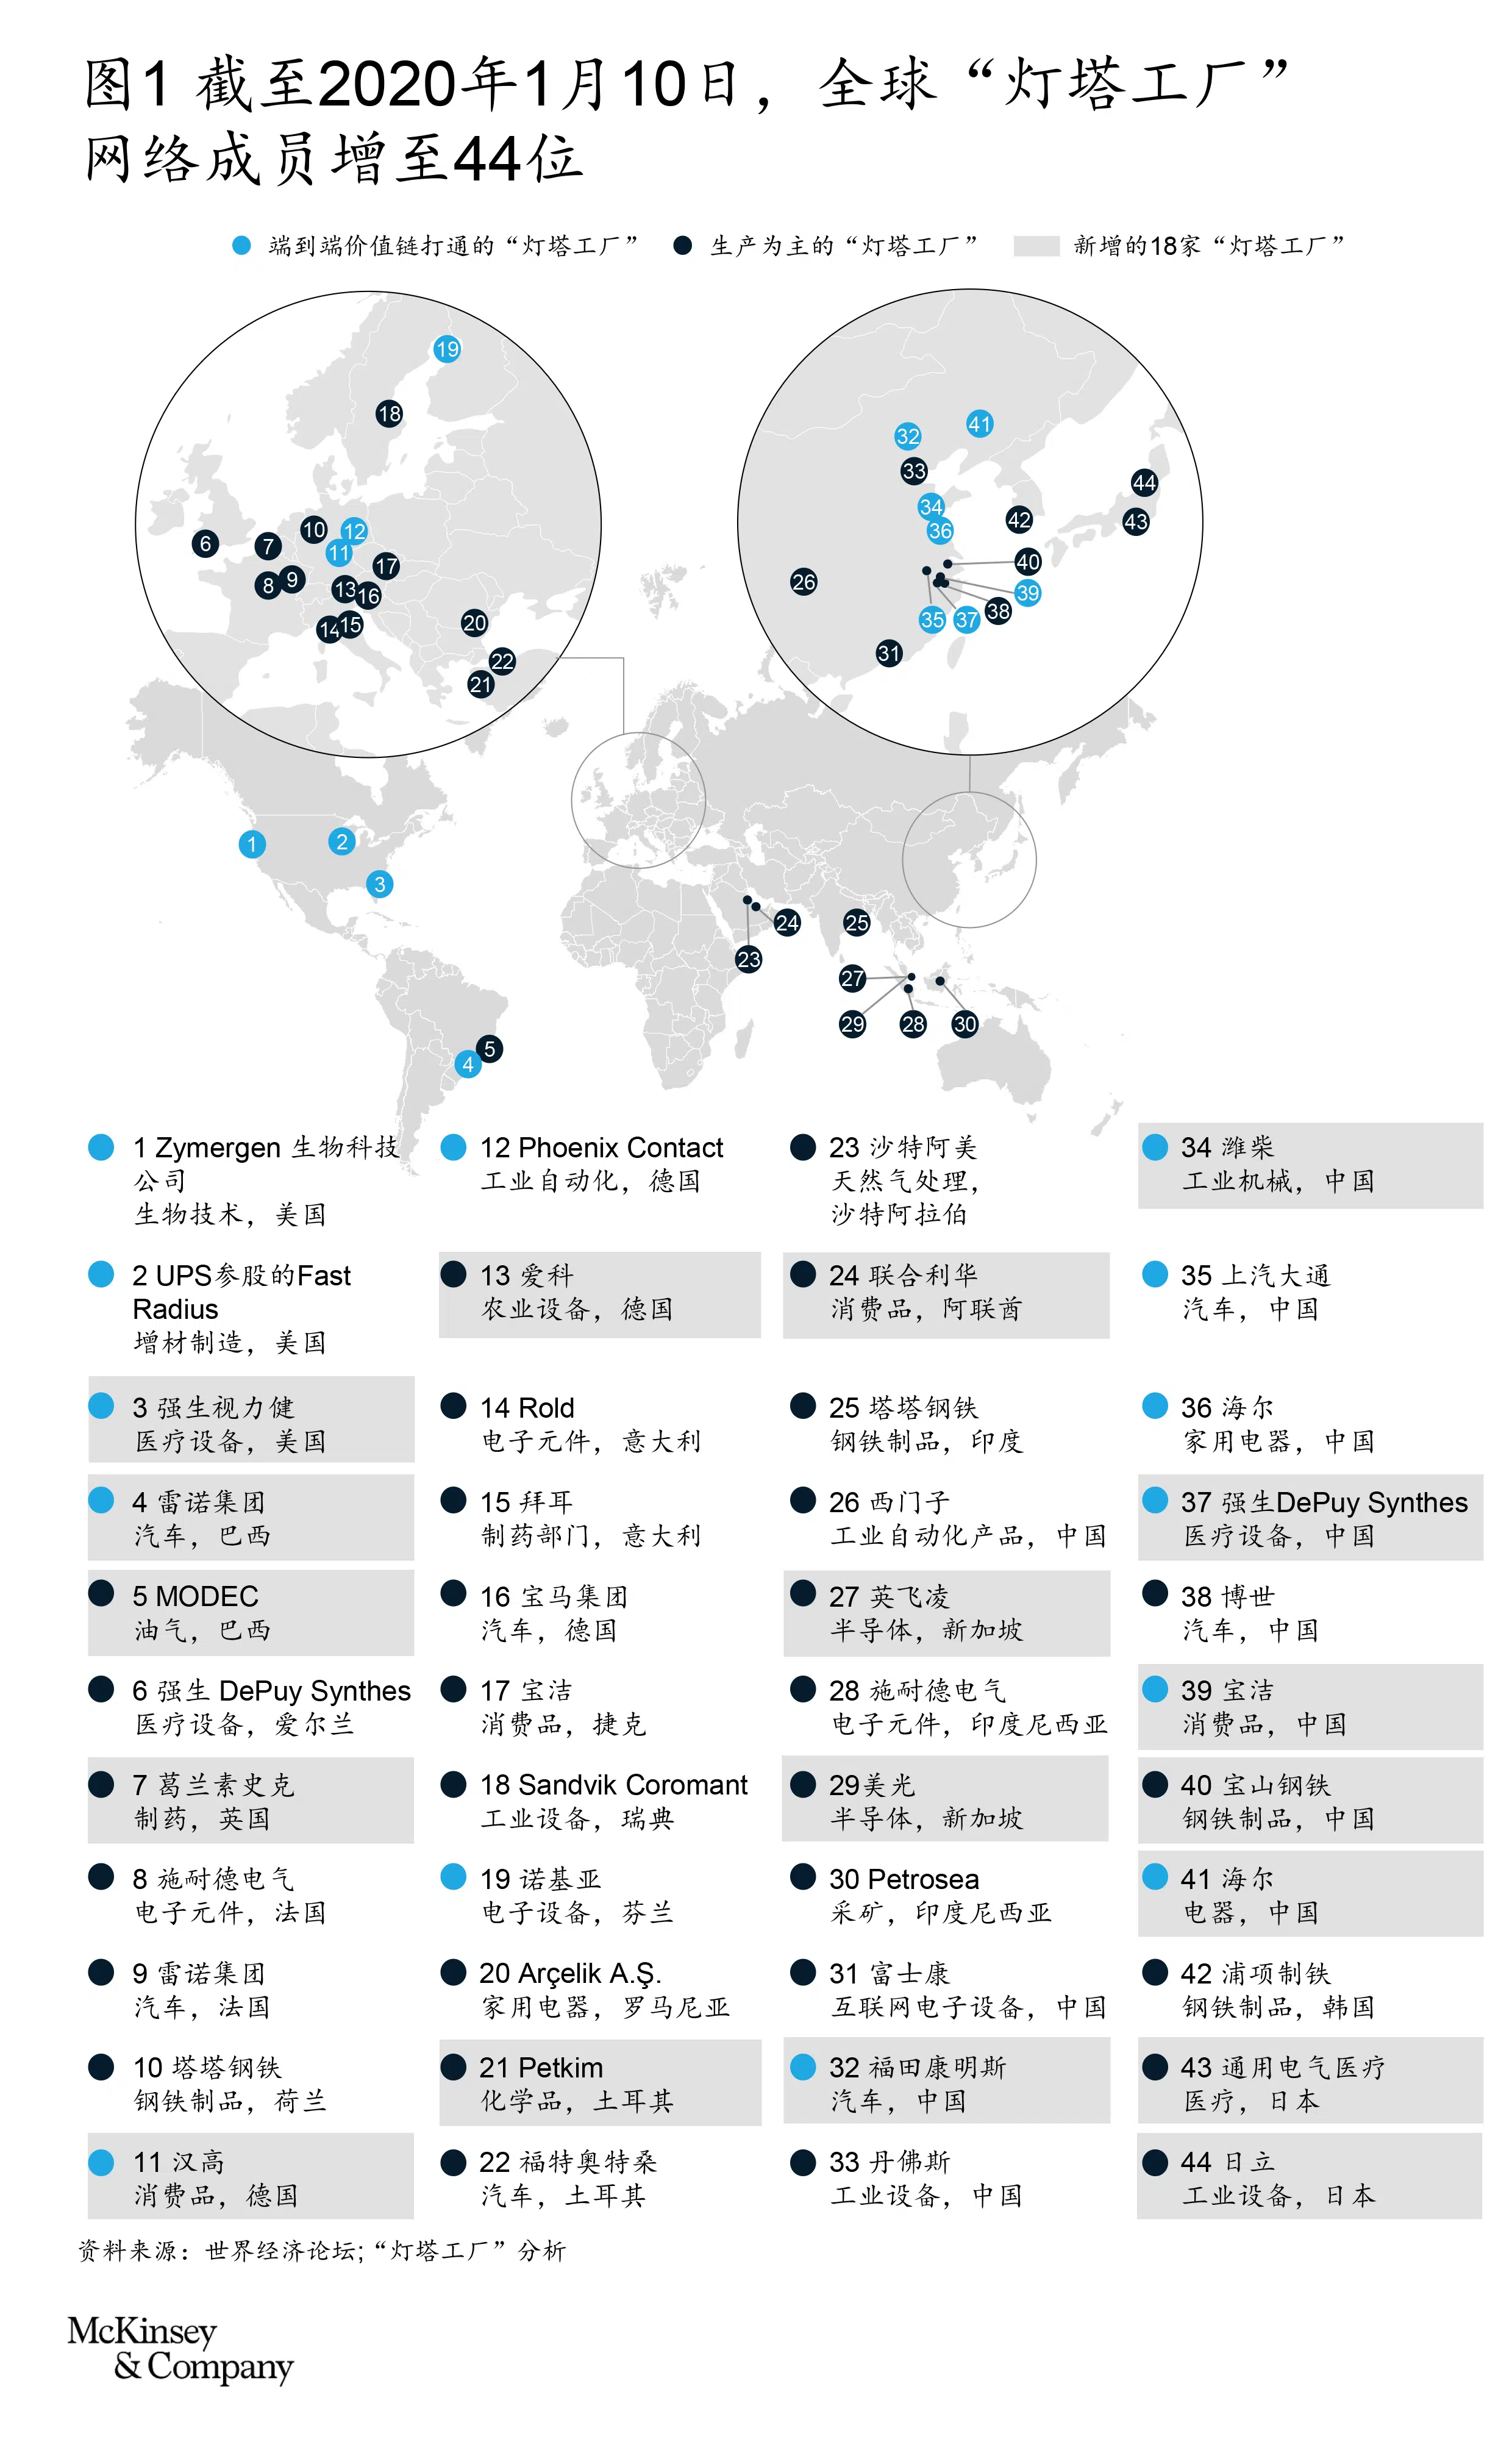 图1 截至2020年1月10日，全球“灯塔工厂”
网络成员增至44位
端到端价值链打通的“灯塔工厂”
生产为主的“灯塔工厂”
新增的18家“灯塔工厂”
19
18
10
12
6
7
11
17
8
9
13
16
14
15
20
22
21
41
32
33
44
34
42
43
36
40
26
39
38
35
37
31
1
2
3
24
25
23
27
29
28
30
5
4
1 Zymergen 生物科技
公司
生物技术，美国
2 UPS参股的Fast
Radius
增材制造，美国
3 强生视力健
医疗设备，美国
4 雷诺集团
汽车，巴西
5 MODEC
油气，巴西
6 强生 DePuy Synthes
医疗设备，爱尔兰
7 葛兰素史克
制药，英国
8 施耐德电气
电子元件，法国
9 雷诺集团
汽车，法国
10 塔塔钢铁
钢铁制品，荷兰
11 汉高
消费品，德国
12 Phoenix Contact
工业自动化，德国
13 爱科
农业设备，德国
14 Rold
电子元件，意大利
15 拜耳
制药部门，意大利
16 宝马集团
汽车，德国
17 宝洁
消费品，捷克
18 Sandvik Coromant
工业设备，瑞典
19 诺基亚
电子设备，芬兰
20 Arçelik A.Ş.
家用电器，罗马尼亚
21 Petkim
化学品，土耳其
22 福特奥特桑
汽车，土耳其
23 沙特阿美
天然气处理，
沙特阿拉伯
24 联合利华
消费品，阿联酋
25 塔塔钢铁
钢铁制品，印度
26 西门子
工业自动化产品，中国
27 英飞凌
半导体，新加坡
28 施耐德电气
电子元件，印度尼西亚
29美光
半导体，新加坡
30 Petrosea
采矿，印度尼西亚
31 富士康
互联网电子设备，中国
32 福田康明斯
汽车，中国
33 丹佛斯
工业设备，中国
34 潍柴
工业机械，中国
35 上汽大通
汽车，中国
36 海尔
家用电器，中国
37 强生DePuy Synthes
医疗设备，中国
38 博世
汽车，中国
39 宝洁
消费品，中国
40 宝山钢铁
钢铁制品，中国
41 海尔
电器，中国
42 浦项制铁
钢铁制品，韩国
43 通用电气医疗
医疗，日本
44 日立
工业设备，日本
资料来源：世界经济论坛;“灯塔工厂”分析
McKinsey
& Company